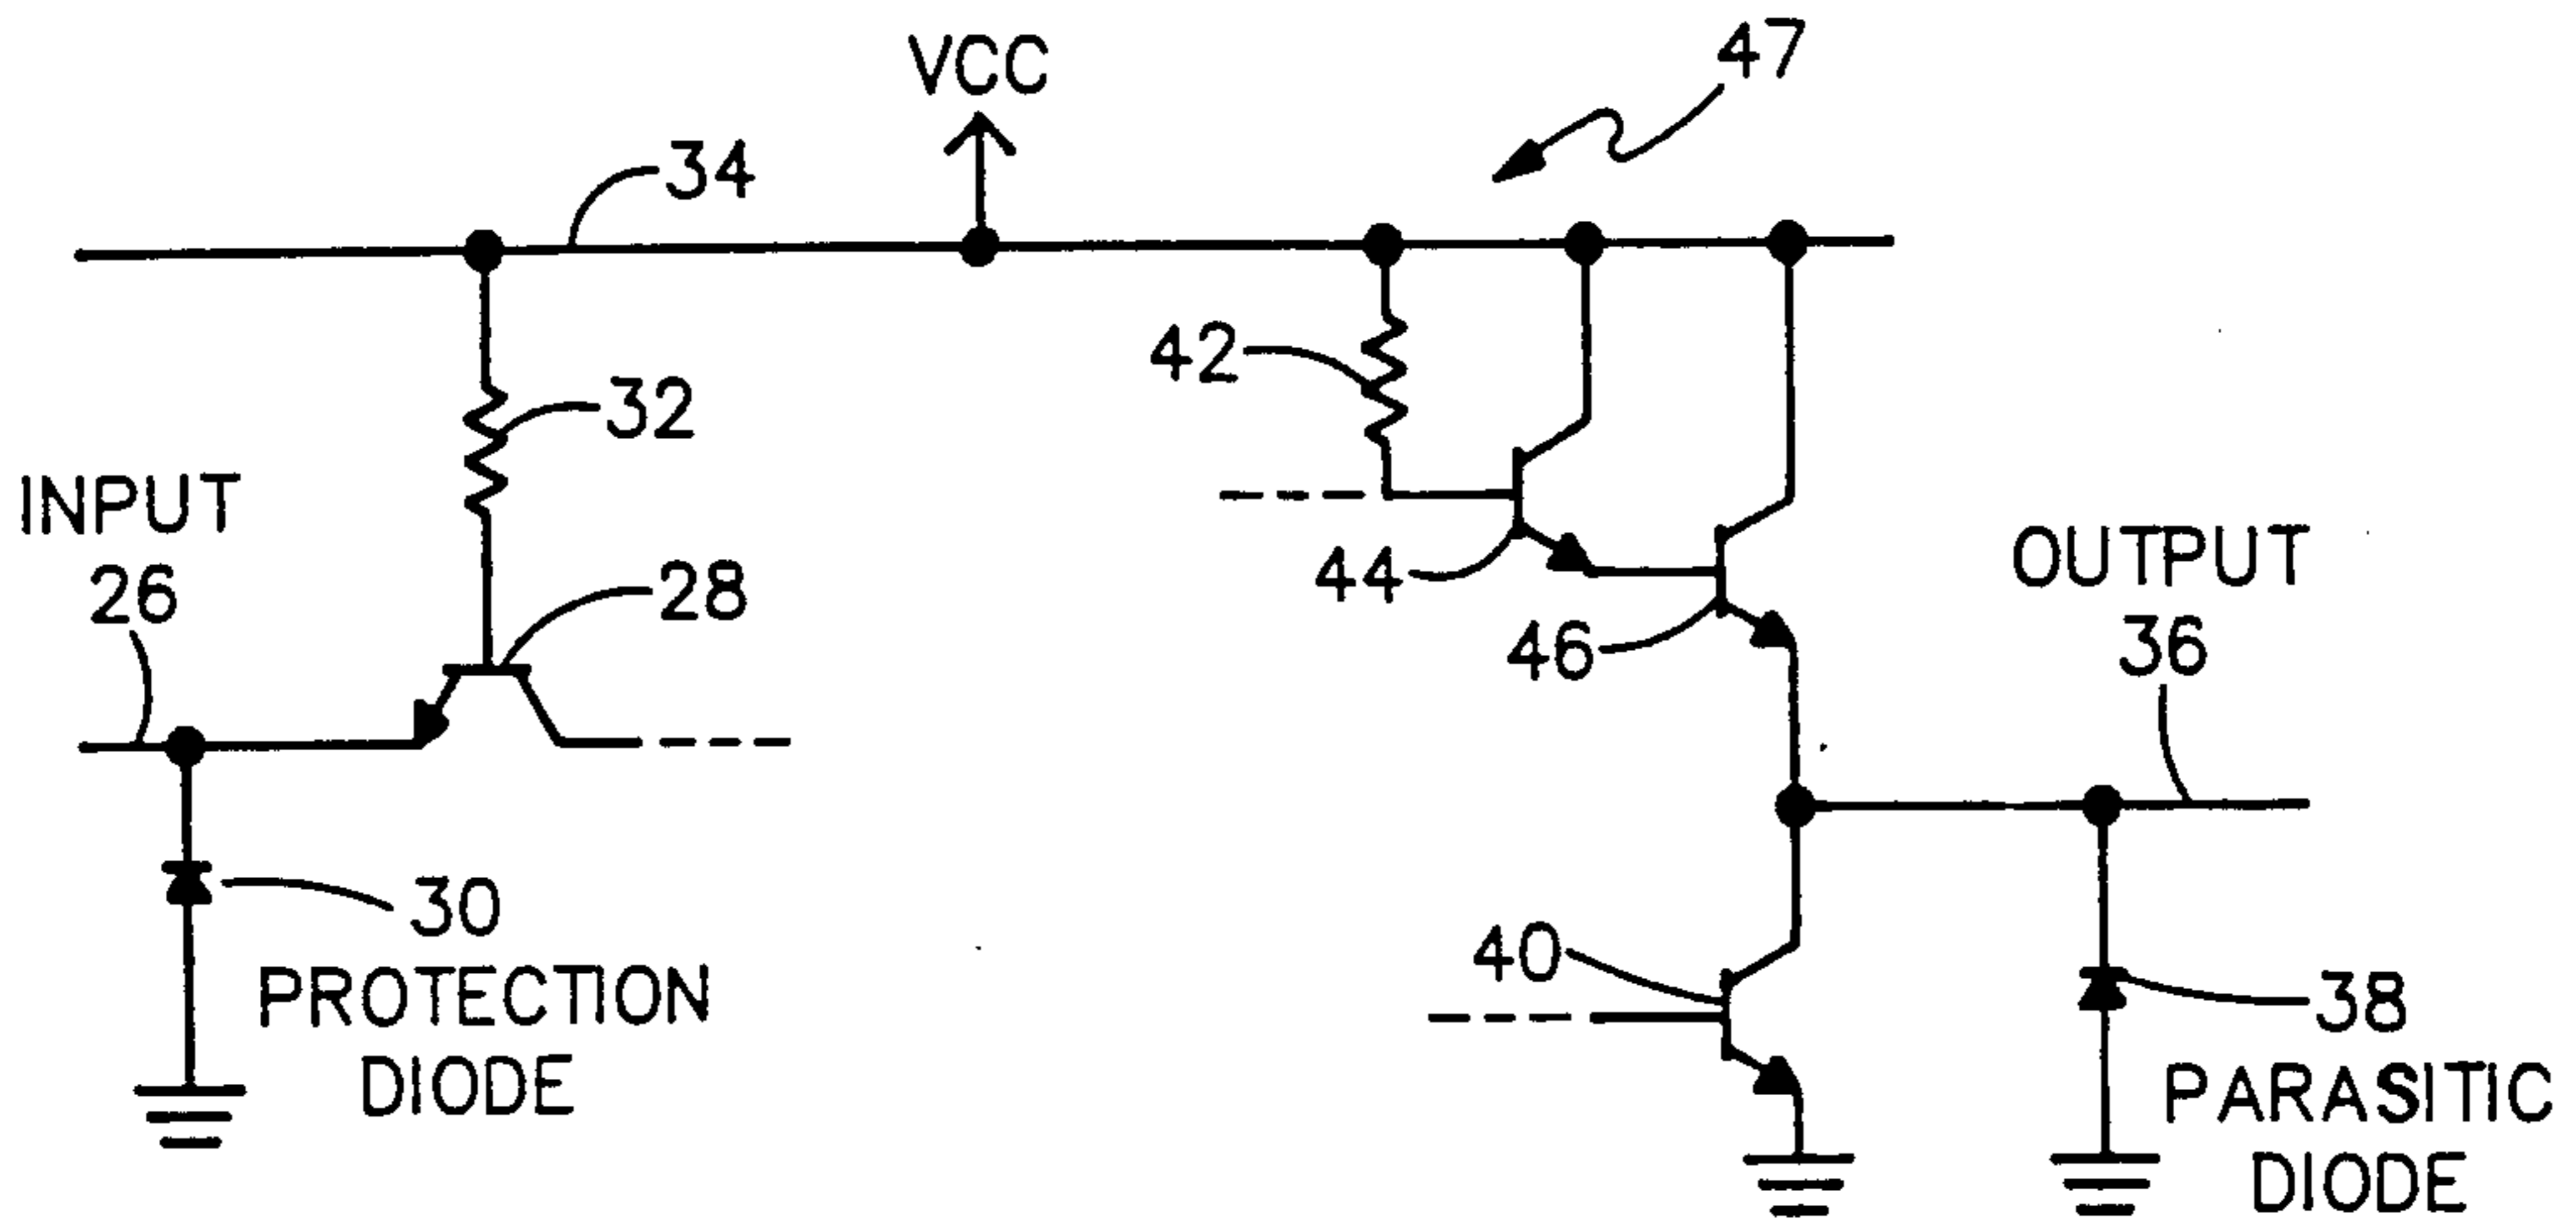 VCC
47
34
42
32
INPUT
26
28
44
46
OUTPUT
36
30
PROTECTION
DIODE
40
38
PARASITIC
DIODE